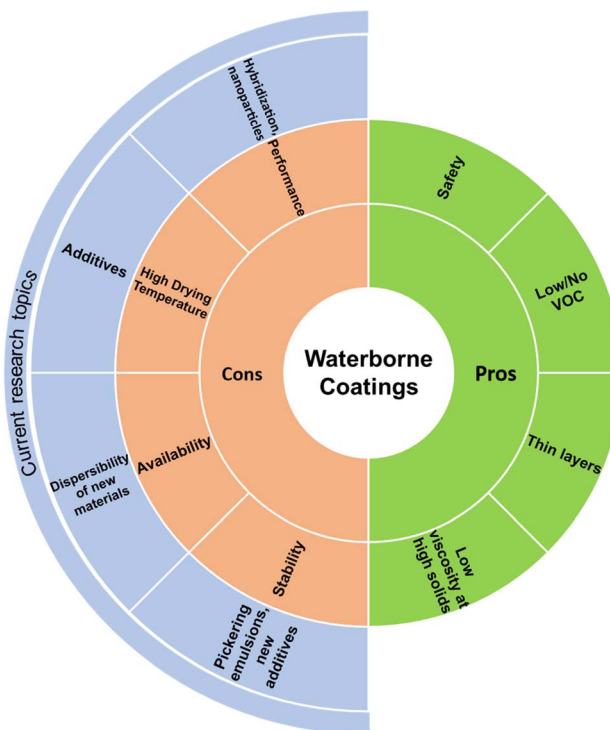 Hybridization,
nanoparticles
Performance
Safety
Additives
High Drying
Temperature
Low/No
VOC
Current research topics
Cons
Waterborne
Coatings
Pros
Dispersibility
of new
materials
Availability
Thin layers
Stability
Low
viscosity at
high solids
Pickering
emulsions,
new
additives